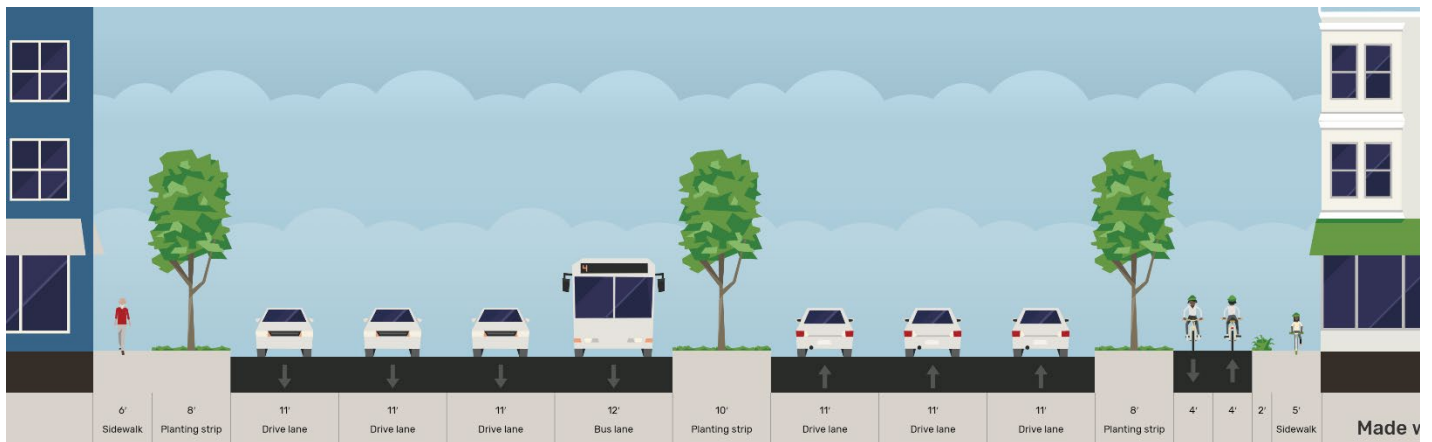 4
6' 8' 11' 11' 11' 12' 10' 11' 11' 11' 8' 4' 4' 2' 5'
Sidewalk Planting strip Drive lane Drive lane Drive lane Bus lane Planting strip Drive lane Drive lane Drive lane Planting strip Sidewalk Made